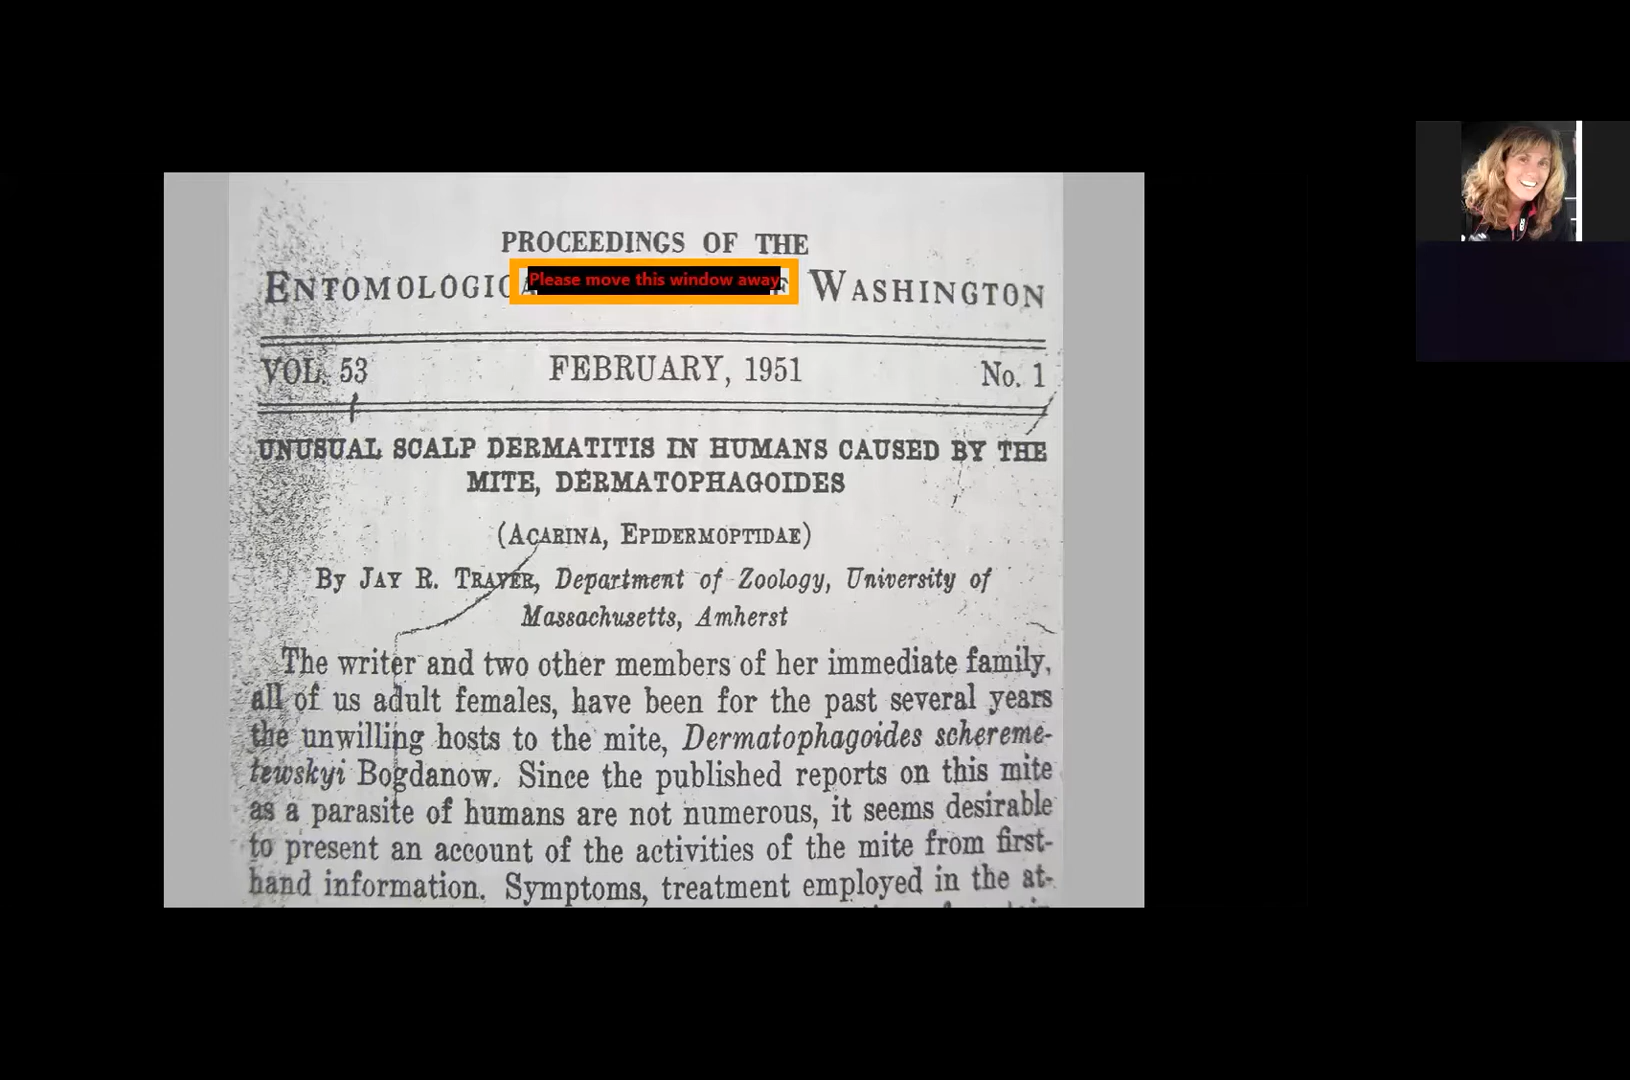 PROCEEDINGS OF THE
ENTOMOLOGICA WASHINGTON
Please move this window away
VOL. 53 FEBRUARY, 1951 No. 1
UNUSUAL SCALP DERMATITIS IN HUMANS CAUSED BY THE
MITE, DERMATOPHAGOIDES
(ACARINA, EPIDERMOPTIDAE)
By JAY R. TRAVER, Department of Zoology, University of
Massachusetts, Amherst
The writer and two other members of her immediate family,
all of us adult females, have been for the past several years
the unwilling hosts to the mite, Dermatophagoides schereme-
tewskyi Bogdanow. Since the published reports on this mite
as a parasite of humans are not numerous, it seems desirable
to present an account of the activities of the mite from first-
hand information. Symptoms, treatment employed in the at-